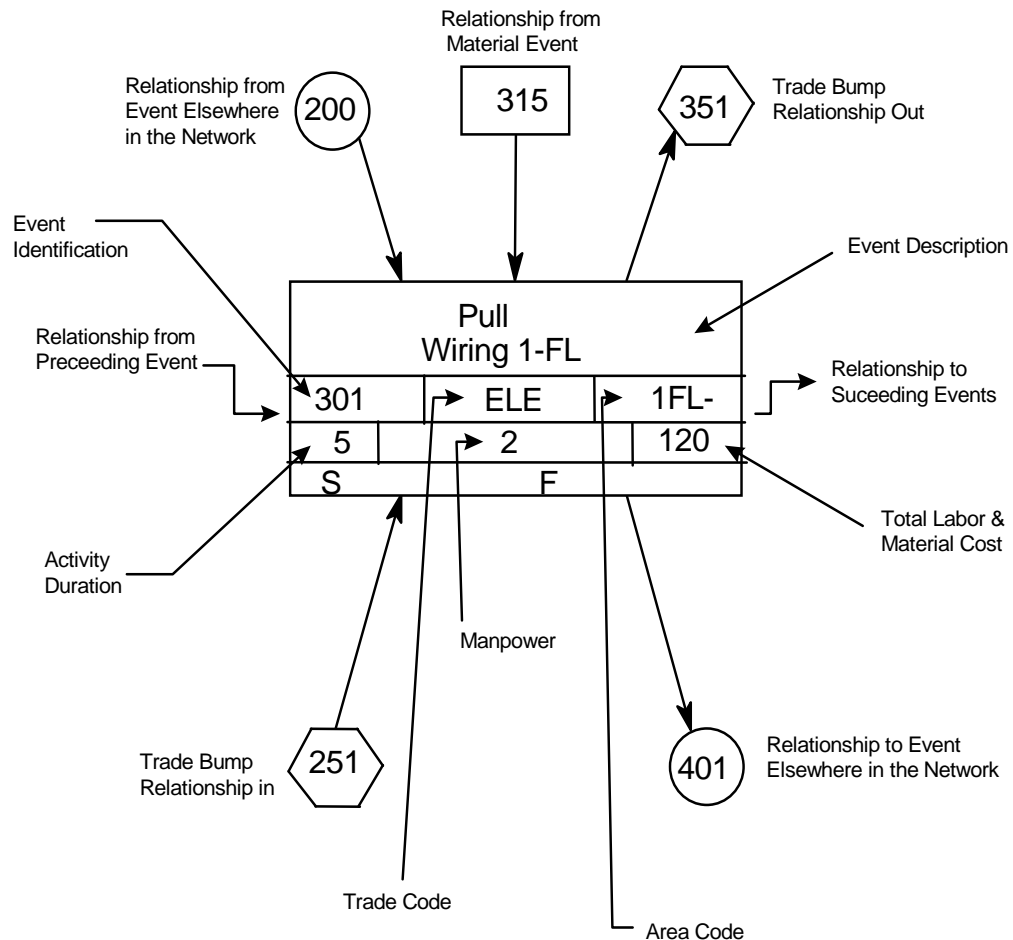 Relationship from
Material Event
Relationship from
Event Elsewhere
in the Network
200
315
351
Trade Bump
Relationship Out
Event
Identification
Event Description
Pull
Wiring 1-FL
Relationship from
Preceeding Event
Relationship to
Suceeding Events
301
ELE
1FL-
5
2
120
S
F
Total Labor &
Material Cost
Activity
Duration
Manpower
Trade Bump
Relationship in
251
401
Relationship to Event
Elsewhere in the Network
Trade Code
Area Code